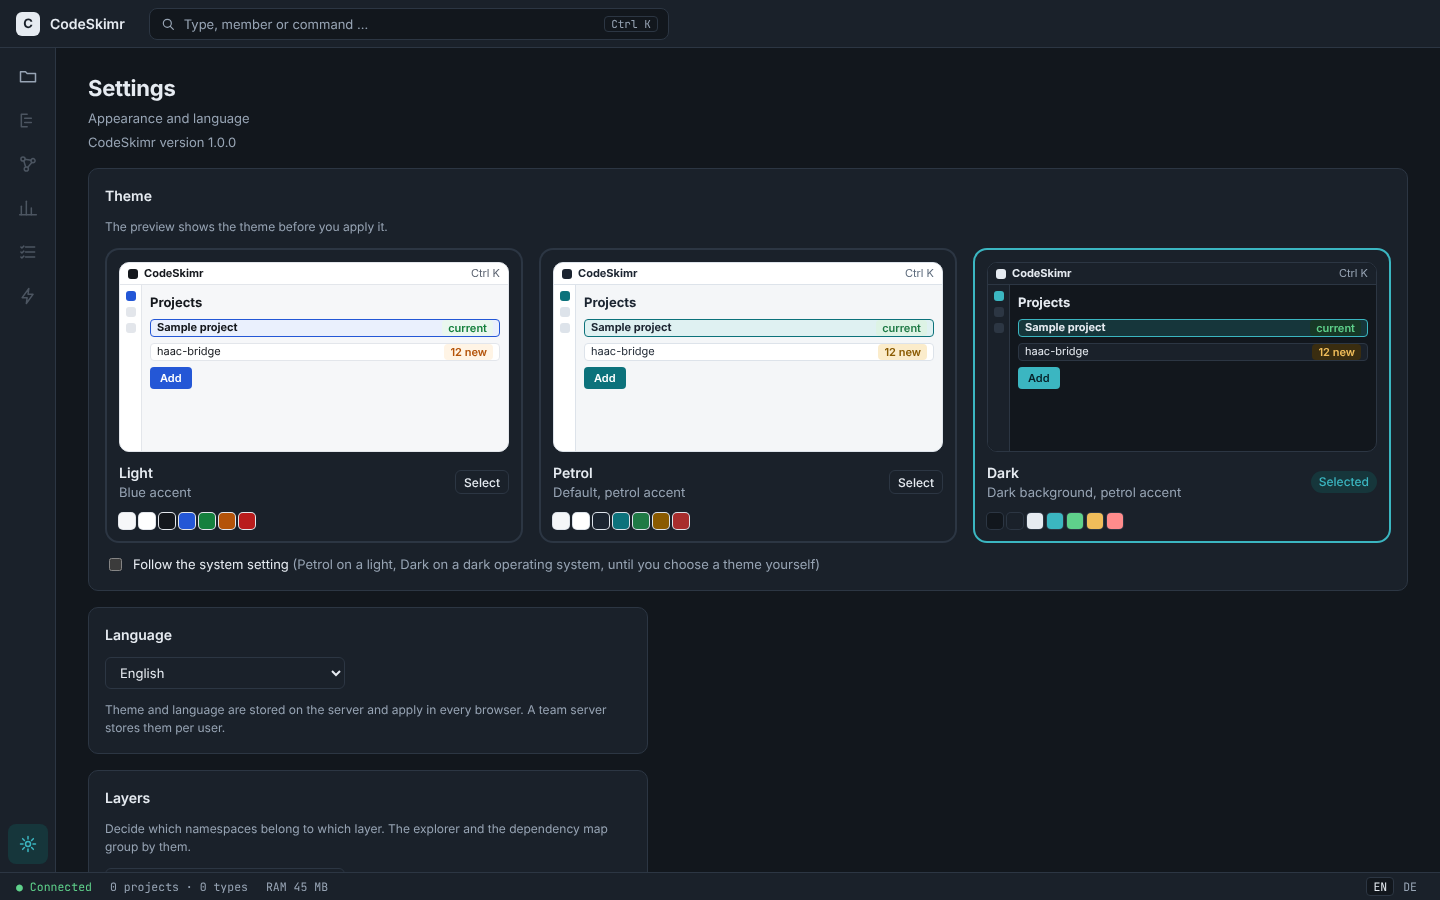 C CodeSkimr
Type, member or command ...
Ctrl K
Settings
Appearance and language
CodeSkimr version 1.0.0
Theme
The preview shows the theme before you apply it.
CodeSkimr Ctrl K
Projects
Sample project current
haac-bridge 12 new
Add
Light
Blue accent
Select
CodeSkimr Ctrl K
Projects
Sample project current
haac-bridge 12 new
Add
Petrol
Default, petrol accent
Select
CodeSkimr Ctrl K
Projects
Sample project current
haac-bridge 12 new
Add
Dark
Dark background, petrol accent
Selected
Follow the system setting (Petrol on a light, Dark on a dark operating system, until you choose a theme yourself)
Language
English
Theme and language are stored on the server and apply in every browser. A team server
stores them per user.
Layers
Decide which namespaces belong to which layer. The explorer and the dependency map
group by them.
Connected 0 projects · 0 types RAM 45 MB
EN DE